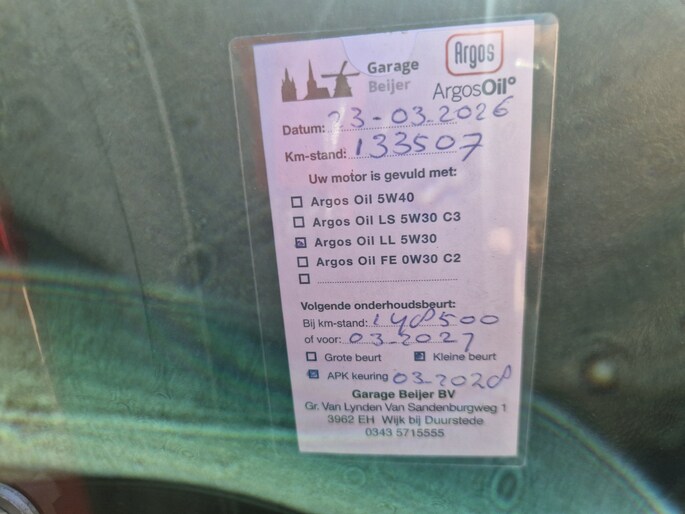 Garage
Beijer
Argos
ArgosOil°
Datum: 23-03-2026
Km-stand: 133507
Uw motor is gevuld met:
Argos Oil 5W40
Argos Oil LS 5W30 C3
Argos Oil LL 5W30
Argos Oil FE 0W30 C2
Volgende onderhoudsbeurt:
Bij km-stand: 148500
of voor: 03-2027
Grote beurt Kleine beurt
APK keuring 03-2028
Garage Beijer BV
Gr. Van Lynden Van Sandenburgweg 1
3962 EH Wijk bij Duurstede
0343 5715555